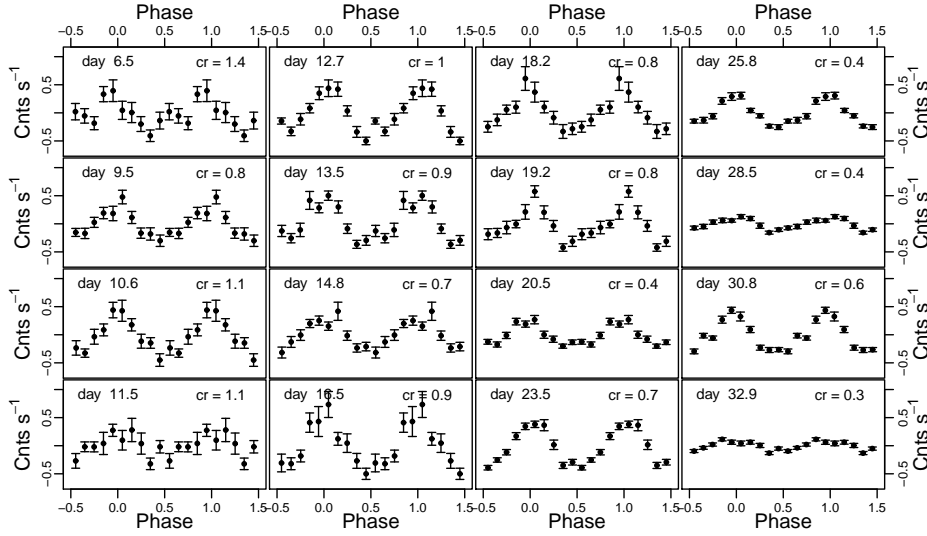 Phase Phase
−0.5 0.0 0.5 1.0 1.5 −0.5 0.0 0.5 1.0 1.5
Cnts s−1 −0.5 0.5 day 6.5 cr = 1.4 day 12.7 cr = 1 day 18.2 cr = 0.8 day 25.8 cr = 0.4 −0.5 0.5 Cnts s−1
Cnts s−1 −0.5 0.5 day 9.5 cr = 0.8 day 13.5 cr = 0.9 day 19.2 cr = 0.8 day 28.5 cr = 0.4 −0.5 0.5 Cnts s−1
Cnts s−1 −0.5 0.5 day 10.6 cr = 1.1 day 14.8 cr = 0.7 day 20.5 cr = 0.4 day 30.8 cr = 0.6 −0.5 0.5 Cnts s−1
Cnts s−1 −0.5 0.5 day 11.5 cr = 1.1 day 16.5 cr = 0.9 day 23.5 cr = 0.7 day 32.9 cr = 0.3 −0.5 0.5 Cnts s−1
−0.5 0.0 0.5 1.0 1.5 −0.5 0.0 0.5 1.0 1.5 −0.5 0.0 0.5 1.0 1.5 −0.5 0.0 0.5 1.0 1.5
Phase Phase Phase Phase